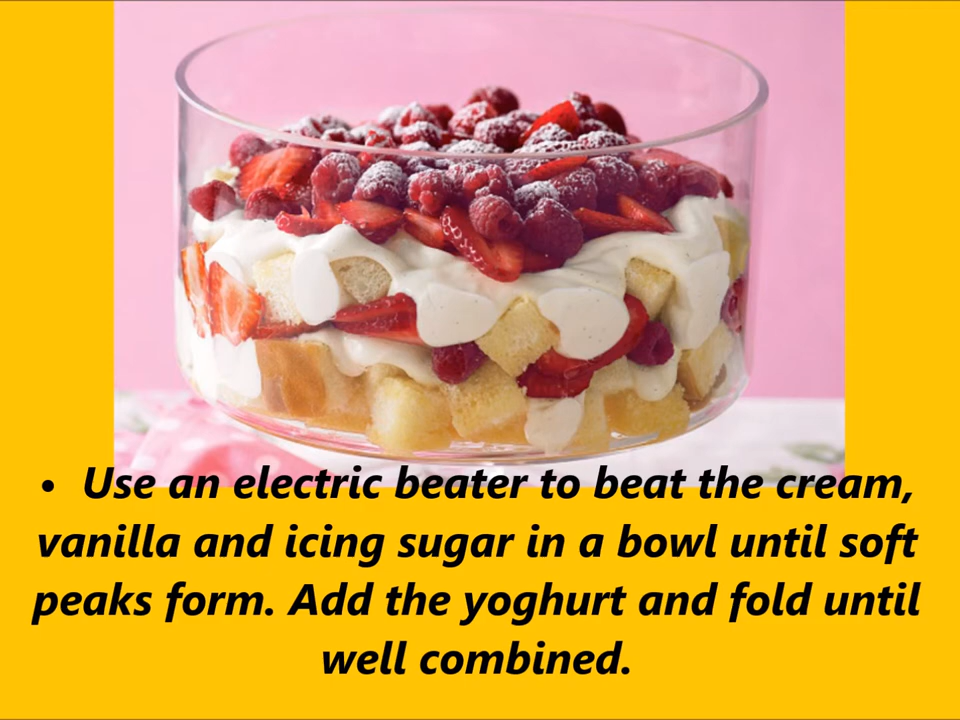 • Use an electric beater to beat the cream,
vanilla and icing sugar in a bowl until soft
peaks form. Add the yoghurt and fold until
well combined.